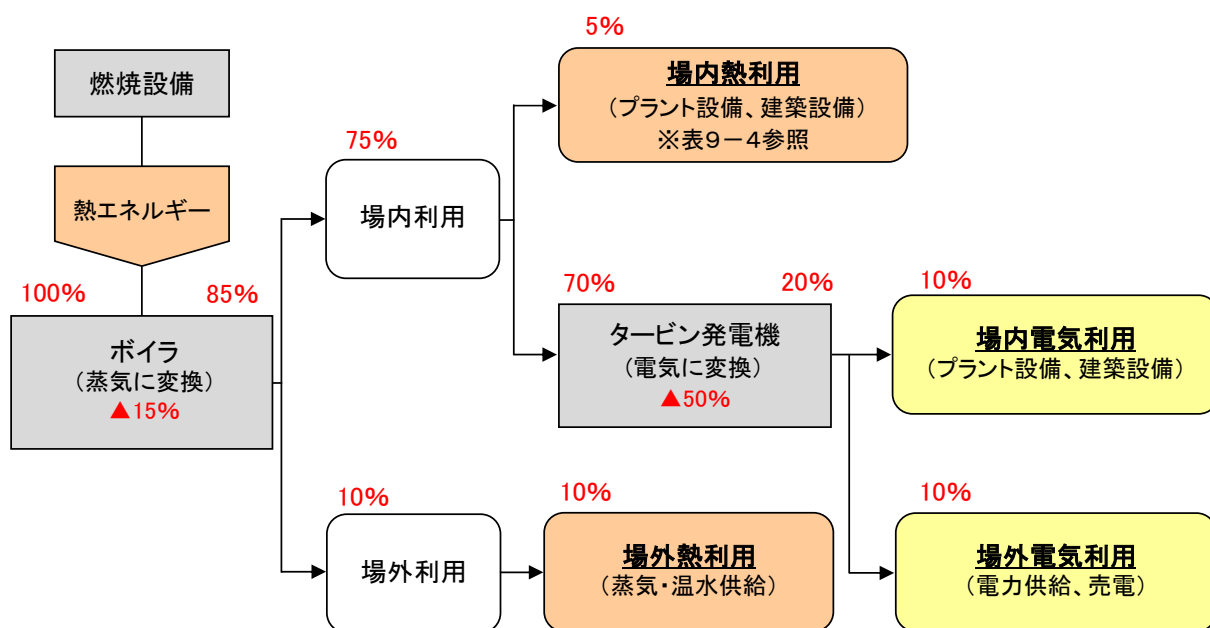 燃焼設備
熱エネルギー
100%
85%
ボイラ
(蒸気に変換)
▲15%
75%
場内利用
10%
場外利用
5%
場内熱利用
(プラント設備、建築設備)
※表9-4参照
70%
20%
タービン発電機
(電気に変換)
▲50%
10%
場外熱利用
(蒸気・温水供給)
10%
場内電気利用
(プラント設備、建築設備)
10%
場外電気利用
(電力供給、売電)